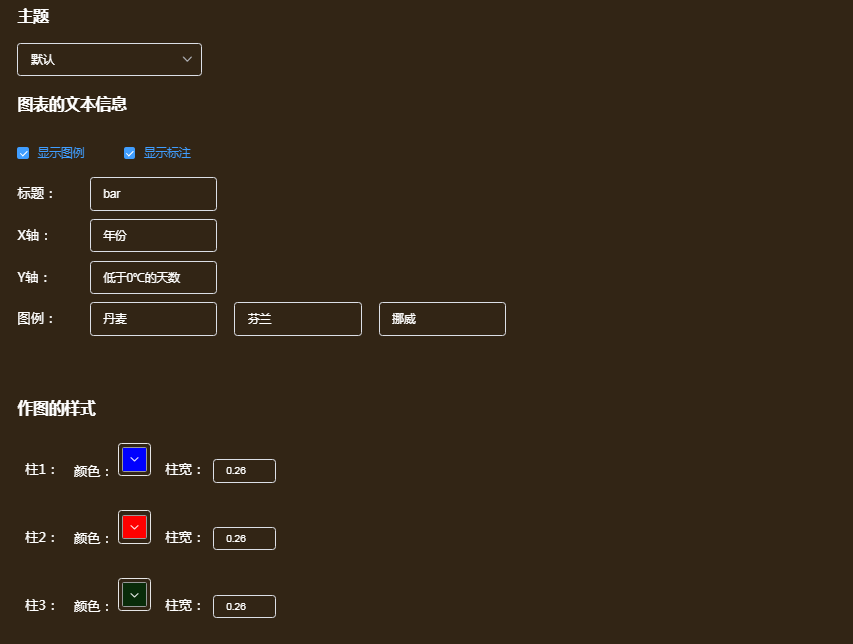 主题
默认
图表的文本信息
显示图例 显示标注
标题： bar
X轴： 年份
Y轴： 低于0℃的天数
图例： 丹麦 芬兰 挪威
作图的样式
柱1： 颜色： 柱宽： 0.26
柱2： 颜色： 柱宽： 0.26
柱3： 颜色： 柱宽： 0.26